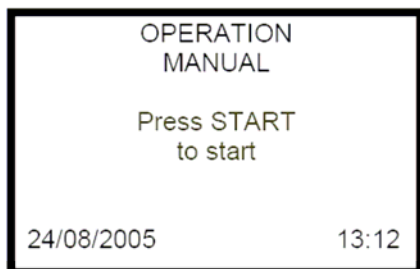 OPERATION
MANUAL
Press START
to start
24/08/2005 13:12